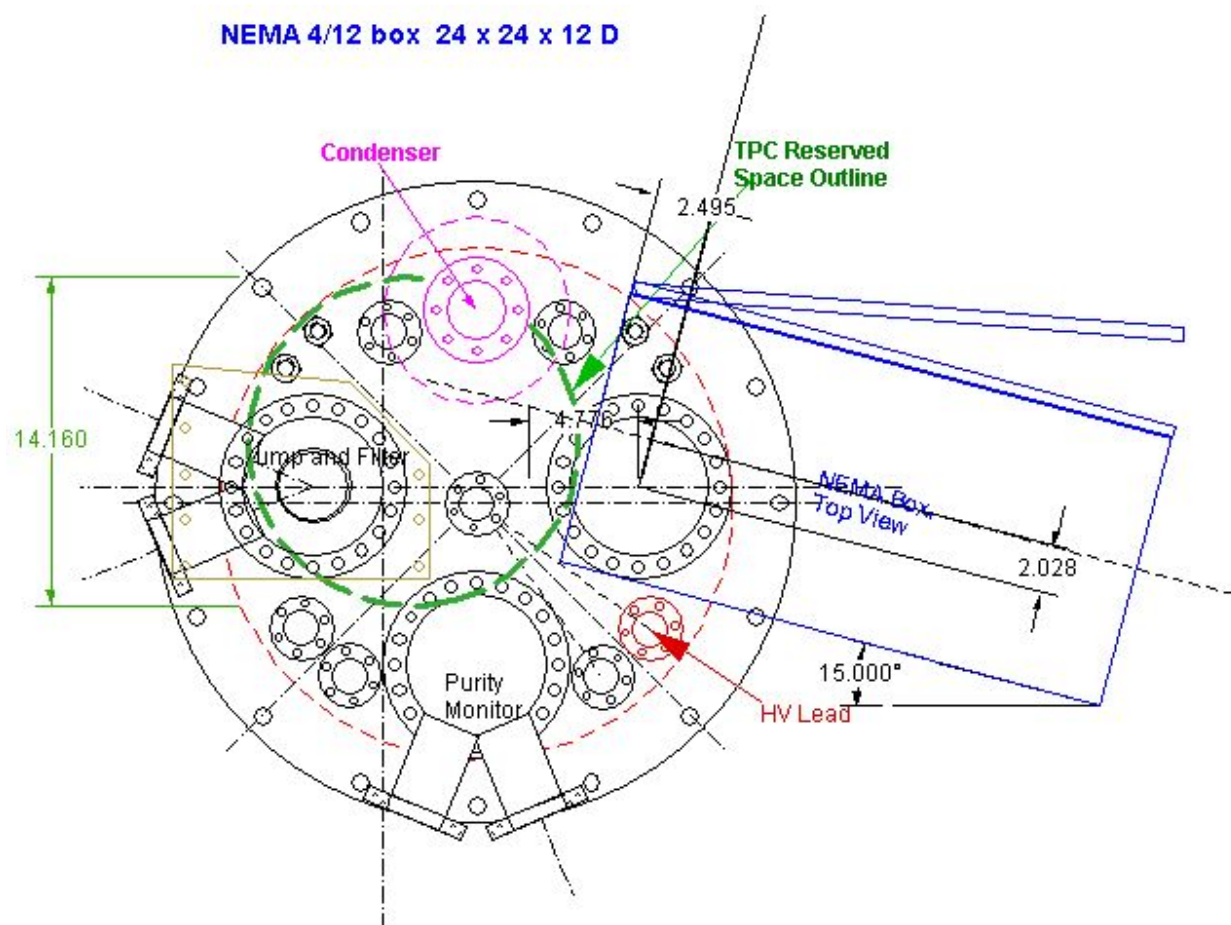 NEMA 4/12 box 24 x 24 x 12 D
Condenser
TPC Reserved
Space Outline
2.495
14.160
4.776
ump and Filter
NEMA Box,
Top View
2.028
15.000°
Purity
Monitor
HV Lead